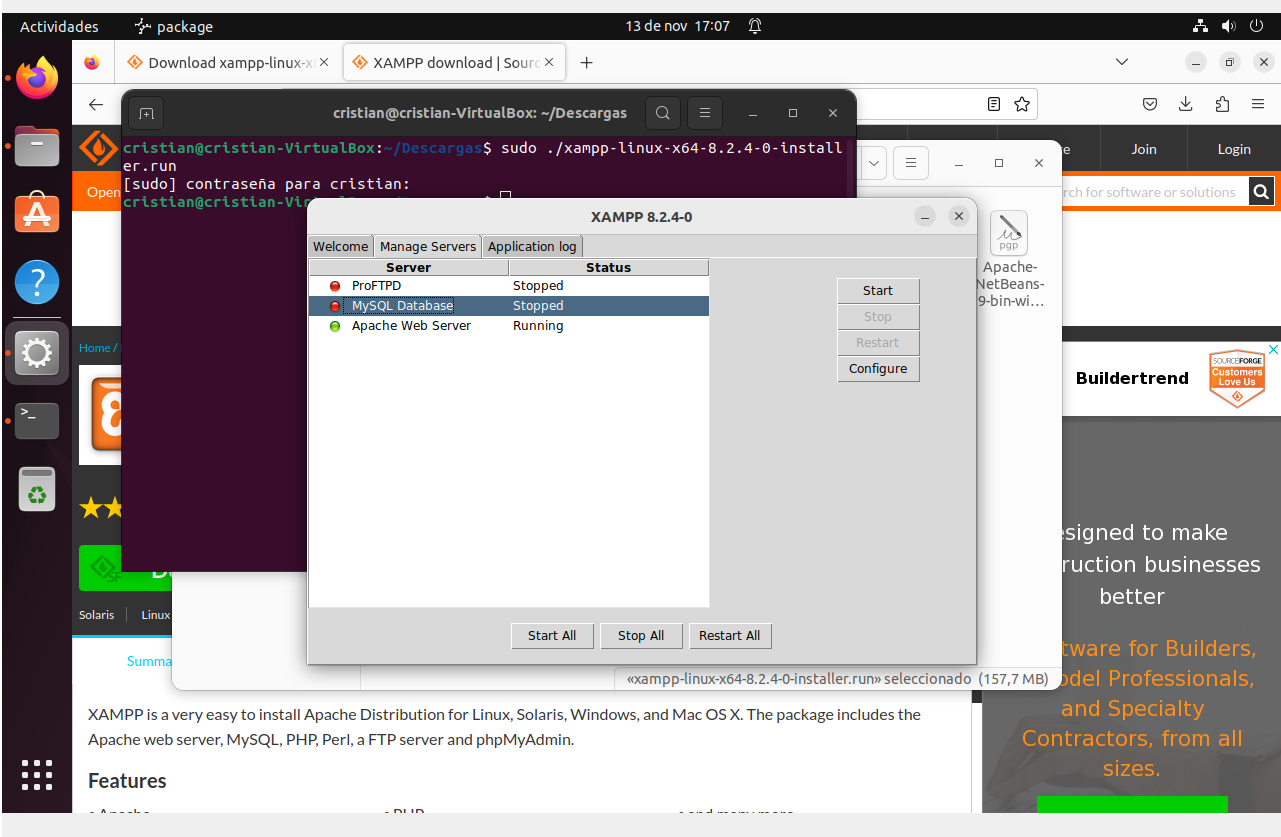 Actividades
package
13 de nov 17:07
Download xampp-linux-x
XAMPP download | Sourc
cristian@cristian-VirtualBox: ~/Descargas
cristian@cristian-VirtualBox:~/Descargas$ sudo ./xampp-linux-x64-8.2.4-0-install
er.run
[sudo] contraseña para cristian:
Join
Login
Open
rch for software or solutions
XAMPP 8.2.4-0
Welcome
Manage Servers
Application log
Server
Status
ProFTPD
Stopped
MySQL Database
Stopped
Apache Web Server
Running
Start
Stop
Restart
Configure
Start All
Stop All
Restart All
pgp
Apache-
NetBeans-
9-bin-wi...
Home /
Buildertrend
SOURCEFORGE
Customers
Love Us
esigned to make
ruction businesses
better
tware for Builders,
odel Professionals,
and Specialty
Contractors, from all
sizes.
Solaris
Linux
Summa
«xampp-linux-x64-8.2.4-0-installer.run» seleccionado (157,7 MB)
XAMPP is a very easy to install Apache Distribution for Linux, Solaris, Windows, and Mac OS X. The package includes the
Apache web server, MySQL, PHP, Perl, a FTP server and phpMyAdmin.
Features